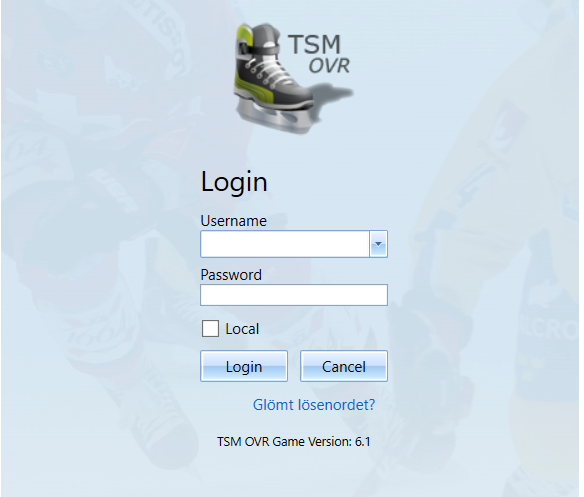 TSM
OVR
Login
Username
Password
Local
Login Cancel
Glömt lösenordet?
TSM OVR Game Version: 6.1